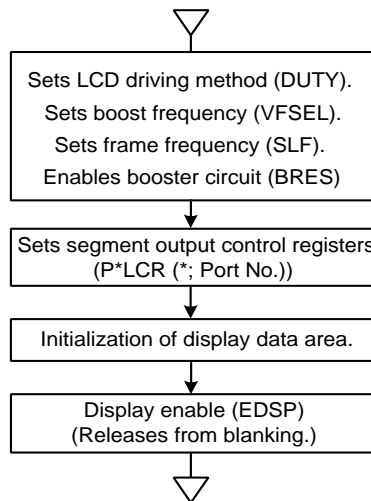 Sets LCD driving method (DUTY).
Sets boost frequency (VFSEL).
Sets frame frequency (SLF).
Enables booster circuit (BRES)
Sets segment output control registers
(P*LCR (*; Port No.))
Initialization of display data area.
Display enable (EDSP)
(Releases from blanking.)